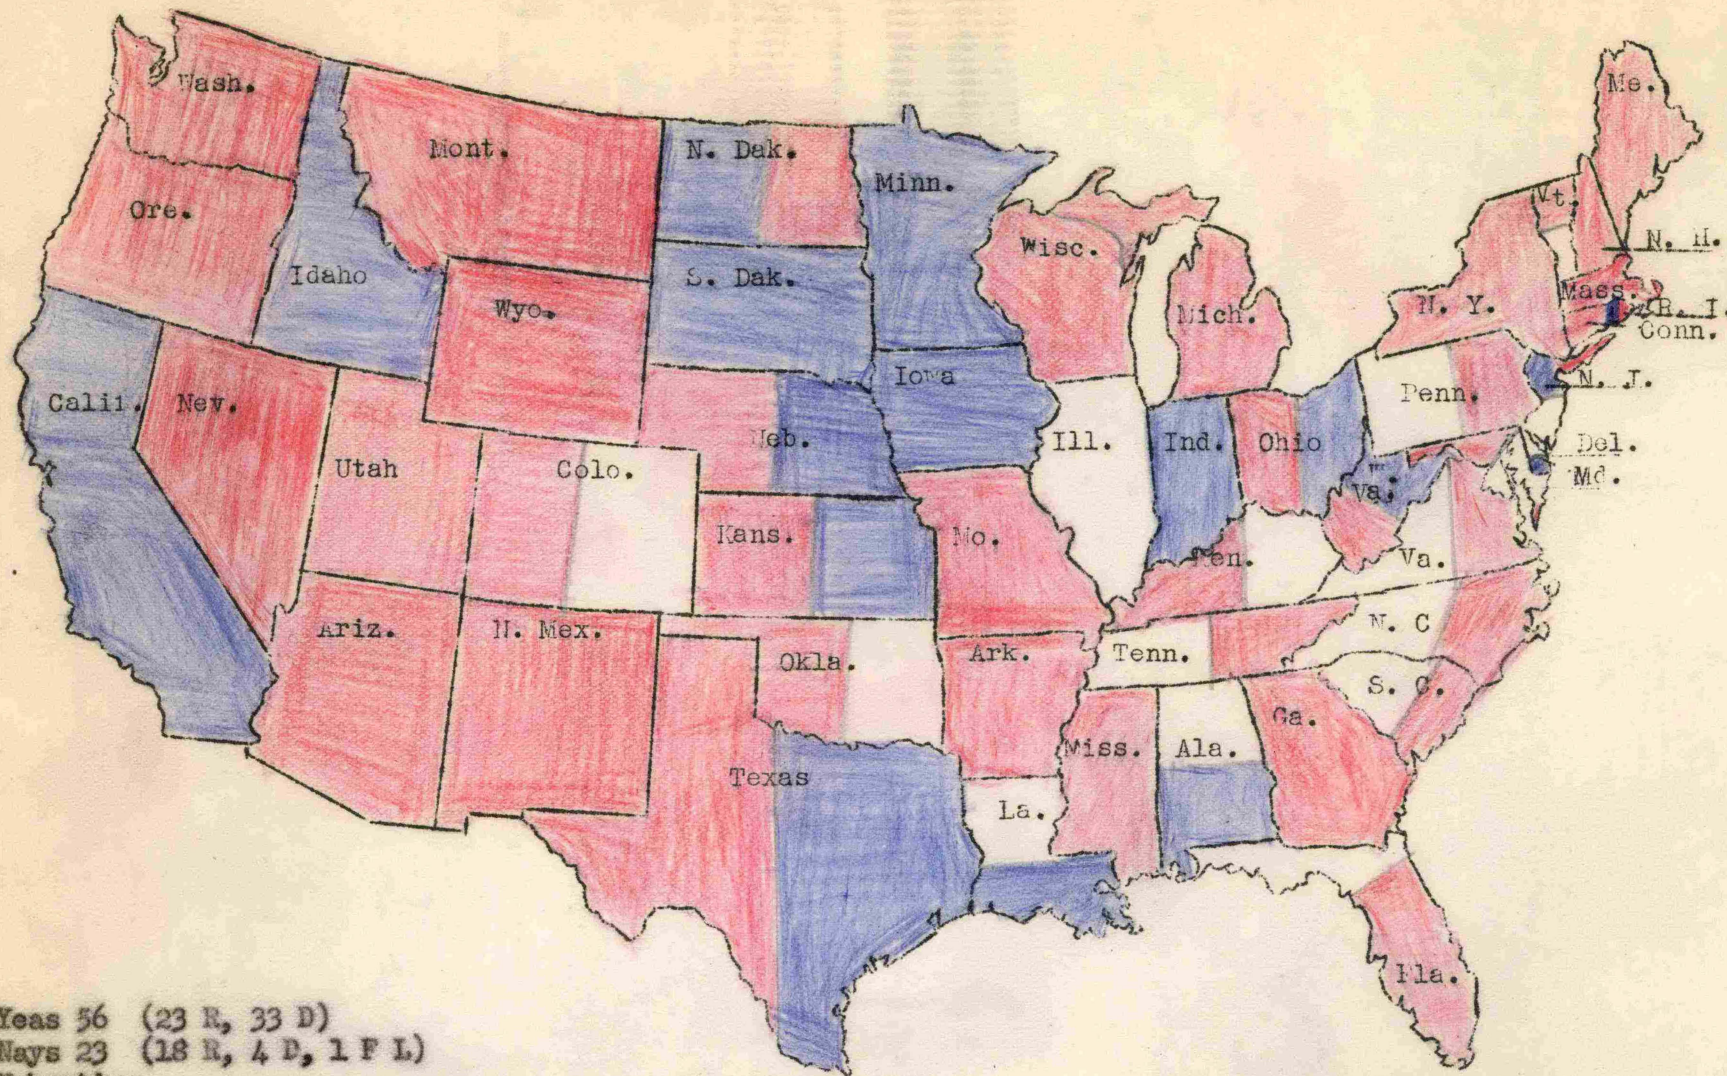 Wash.
Me.
Mont.
N. Dak.
Minn.
Vt.
Ore.
N. H.
Wisc.
Idaho
S. Dak.
Mass.
Wyo.
N. Y.
Mich.
R. I.
Conn.
Iowa
N. J.
Calif.
Nev.
Penn.
Neb.
Ill.
Ind.
Ohio
Del.
Utah
Colo.
Md.
Va.
Kans.
Mo.
Ken.
Va.
Ariz.
N. Mex.
N. C
Okla.
Ark.
Tenn.
S. C.
Ga.
Miss.
Ala.
Texas
La.
Fla.
Yeas 56 (23 R, 33 D)
Nays 23 (18 R, 4 D, 1 F L)